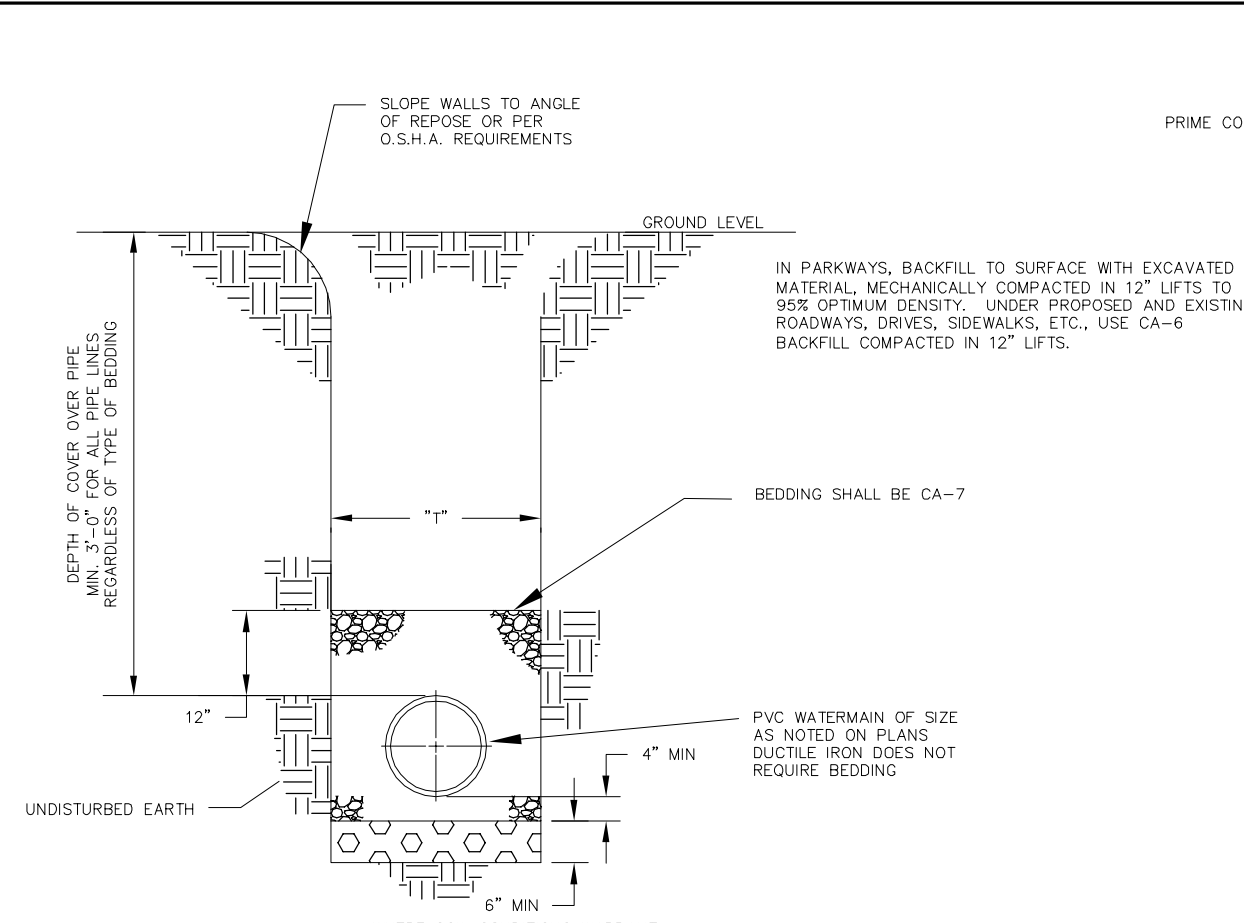 SLOPE WALLS TO ANGLE
OF REPOSE OR PER
O.S.H.A. REQUIREMENTS
PRIME CO
GROUND LEVEL
IN PARKWAYS, BACKFILL TO SURFACE WITH EXCAVATED
MATERIAL, MECHANICALLY COMPACTED IN 12" LIFTS TO
95% OPTIMUM DENSITY. UNDER PROPOSED AND EXISTIN
ROADWAYS, DRIVES, SIDEWALKS, ETC., USE CA-6
BACKFILL COMPACTED IN 12" LIFTS.
DEPTH OF COVER OVER PIPE
MIN. 3'-0" FOR ALL PIPE LINES
REGARDLESS OF TYPE OF BEDDING
BEDDING SHALL BE CA-7
"T"
12"
PVC WATERMAIN OF SIZE
AS NOTED ON PLANS
DUCTILE IRON DOES NOT
REQUIRE BEDDING
4" MIN
UNDISTURBED EARTH
6" MIN